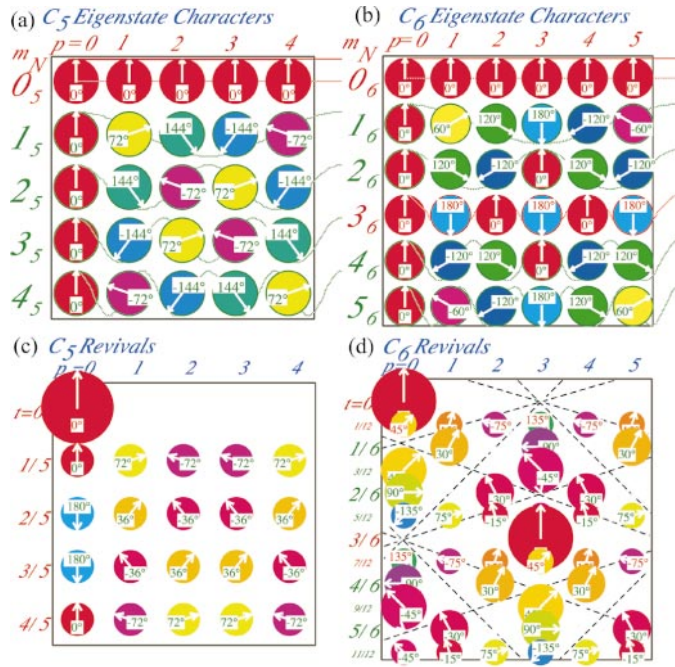 (a) C5 Eigenstate Characters
mN p=0 1 2 3 4
05 0° 0° 0° 0° 0°
15 0° 72° 144° -144° -72°
25 0° 144° -72° 72° -144°
35 0° -144° 72° -72° 144°
45 0° -72° -144° 144° 72°
(b) C6 Eigenstate Characters
p=0 1 2 3 4 5
06 0° 0° 0° 0° 0° 0°
16 0° 60° 120° 180° -120° -60°
26 0° 120° -120° 0° 120° -120°
36 0° 180° 0° 180° 0° 180°
46 0° -120° 120° 0° -120° 120°
56 0° -60° -120° 180° 120° 60°
(c) C5 Revivals
p=0 1 2 3 4
t=0 0°
1/5 0° 72° -72° -72° 72°
2/5 180° 36° -36° -36° 36°
3/5 180° -36° 36° 36° -36°
4/5 0° -72° 72° 72° -72°
(d) C6 Revivals
p=0 1 2 3 4 5
t=0
1/12 45° -75° 135° -75°
1/6 30° -90° 30°
3/12 -45°
2/6 90° -30° -30°
5/12 -135° 75° -15° -15° 75°
3/6
7/12 135° -75° 45° -75°
4/6 -90° 30° 30°
9/12 -45°
5/6 -30° 90° -30°
11/12 -45° -15° 75° -135° 75° -15°